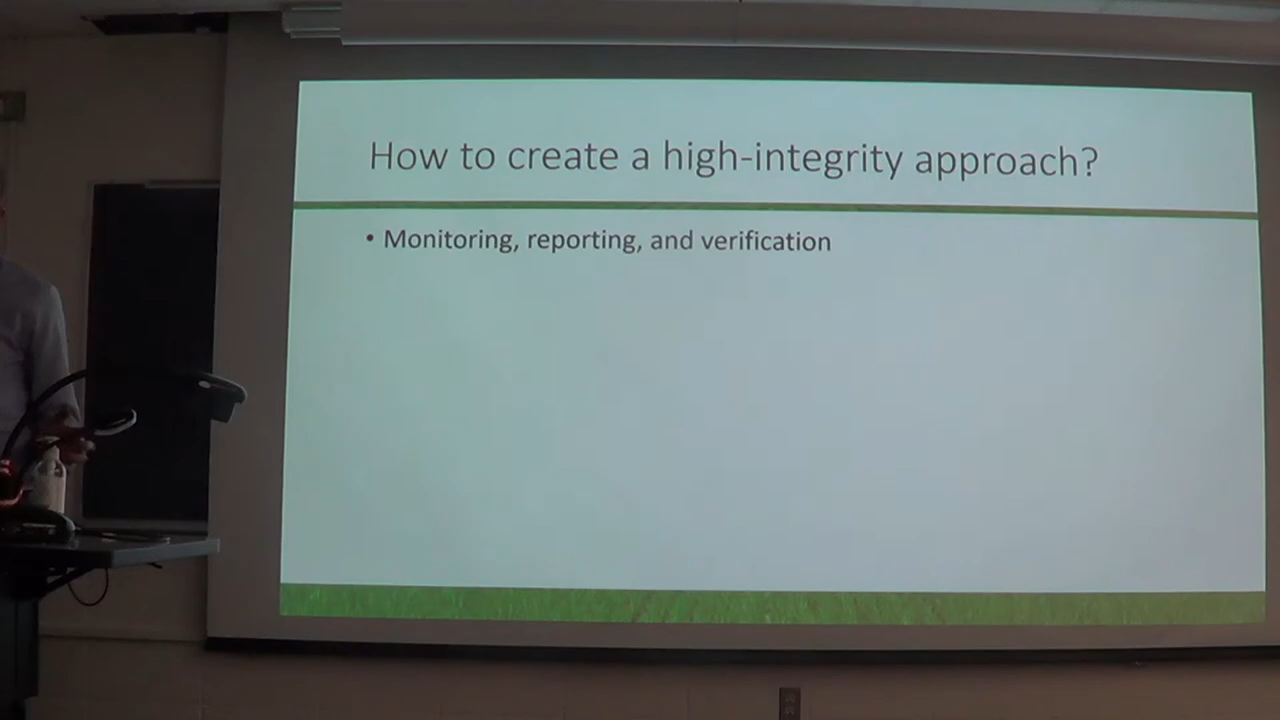 How to create a high-integrity approach?
• Monitoring, reporting, and verification